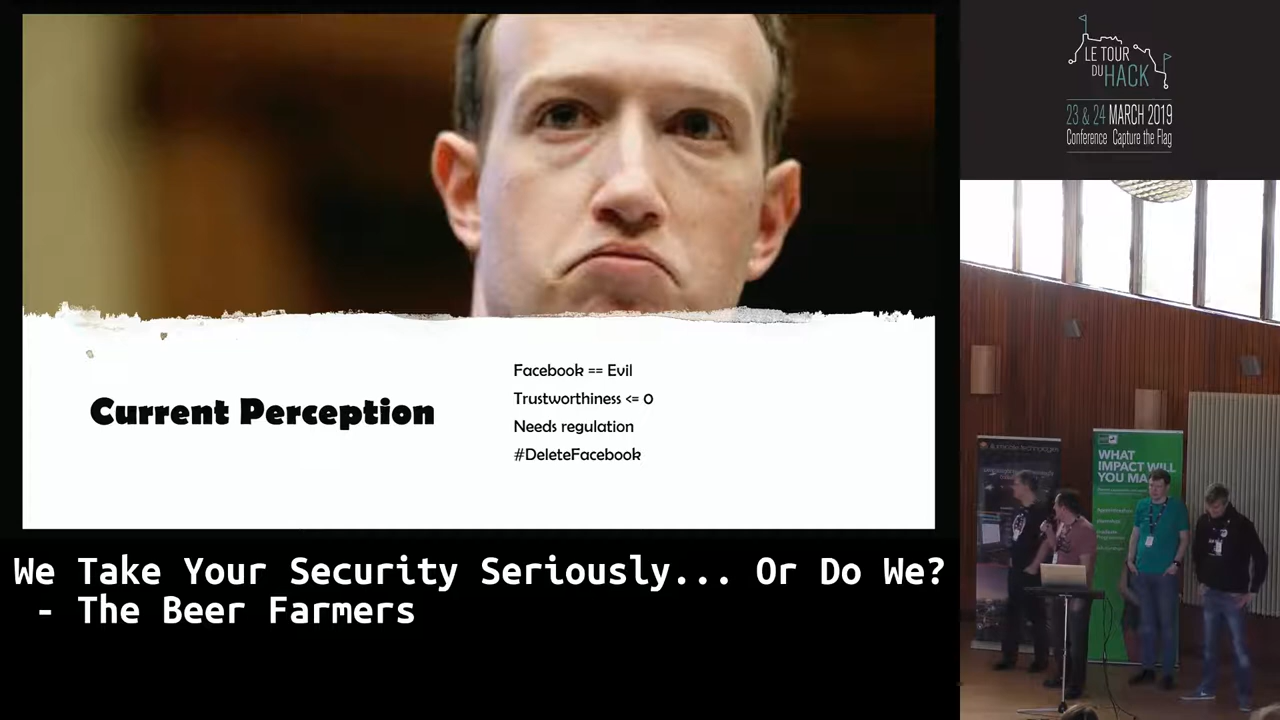 Current Perception
Facebook == Evil
Trustworthiness <= 0
Needs regulation
#DeleteFacebook
We Take Your Security Seriously... Or Do We?
- The Beer Farmers
LE TOUR
DU HACK
23 & 24 MARCH 2019
Conference Capture the Flag
WHAT
IMPACT WILL
YOU